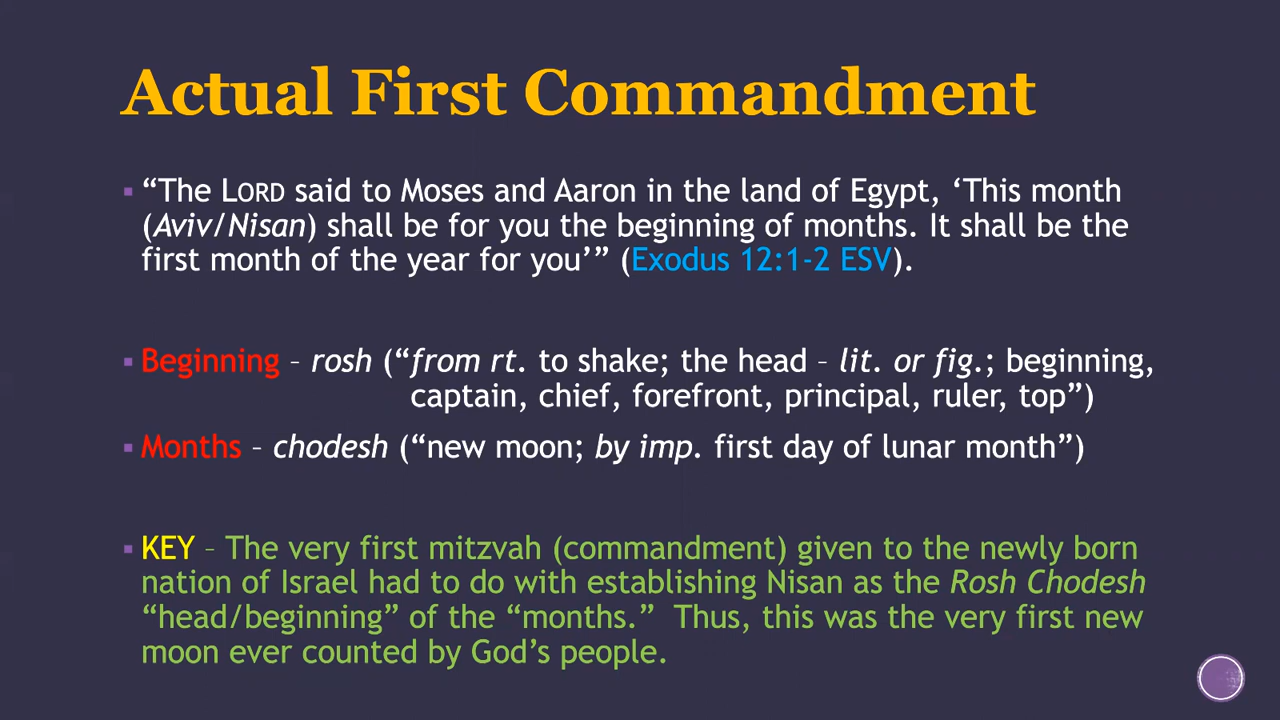 Actual First Commandment
▪ “The LORD said to Moses and Aaron in the land of Egypt, ‘This month
(Aviv/Nisan) shall be for you the beginning of months. It shall be the
first month of the year for you’” (Exodus 12:1-2 ESV).
▪ Beginning – rosh (“from rt. to shake; the head – lit. or fig.; beginning,
captain, chief, forefront, principal, ruler, top”)
▪ Months – chodesh (“new moon; by imp. first day of lunar month”)
▪ KEY – The very first mitzvah (commandment) given to the newly born
nation of Israel had to do with establishing Nisan as the Rosh Chodesh
“head/beginning” of the “months.” Thus, this was the very first new
moon ever counted by God’s people.